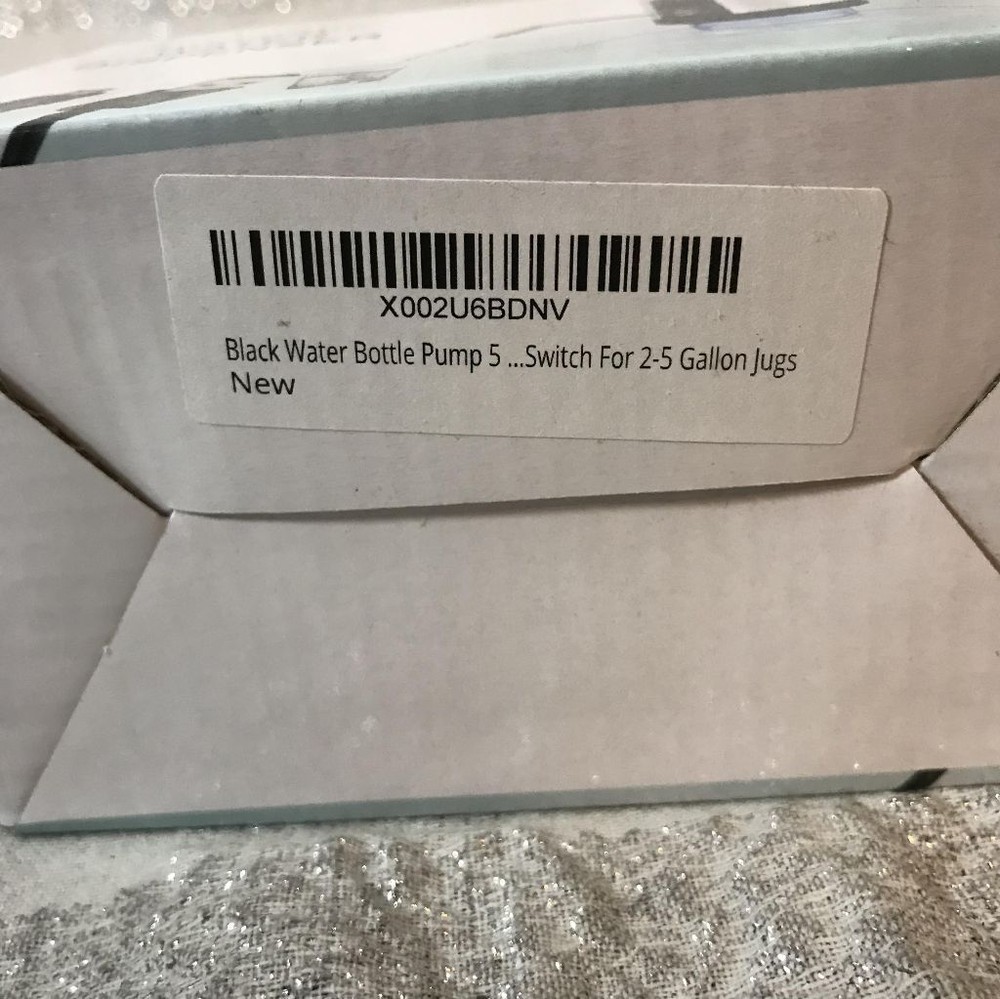 X002U6BDNV
Black Water Bottle Pump 5 ...Switch For 2-5 Gallon Jugs
New